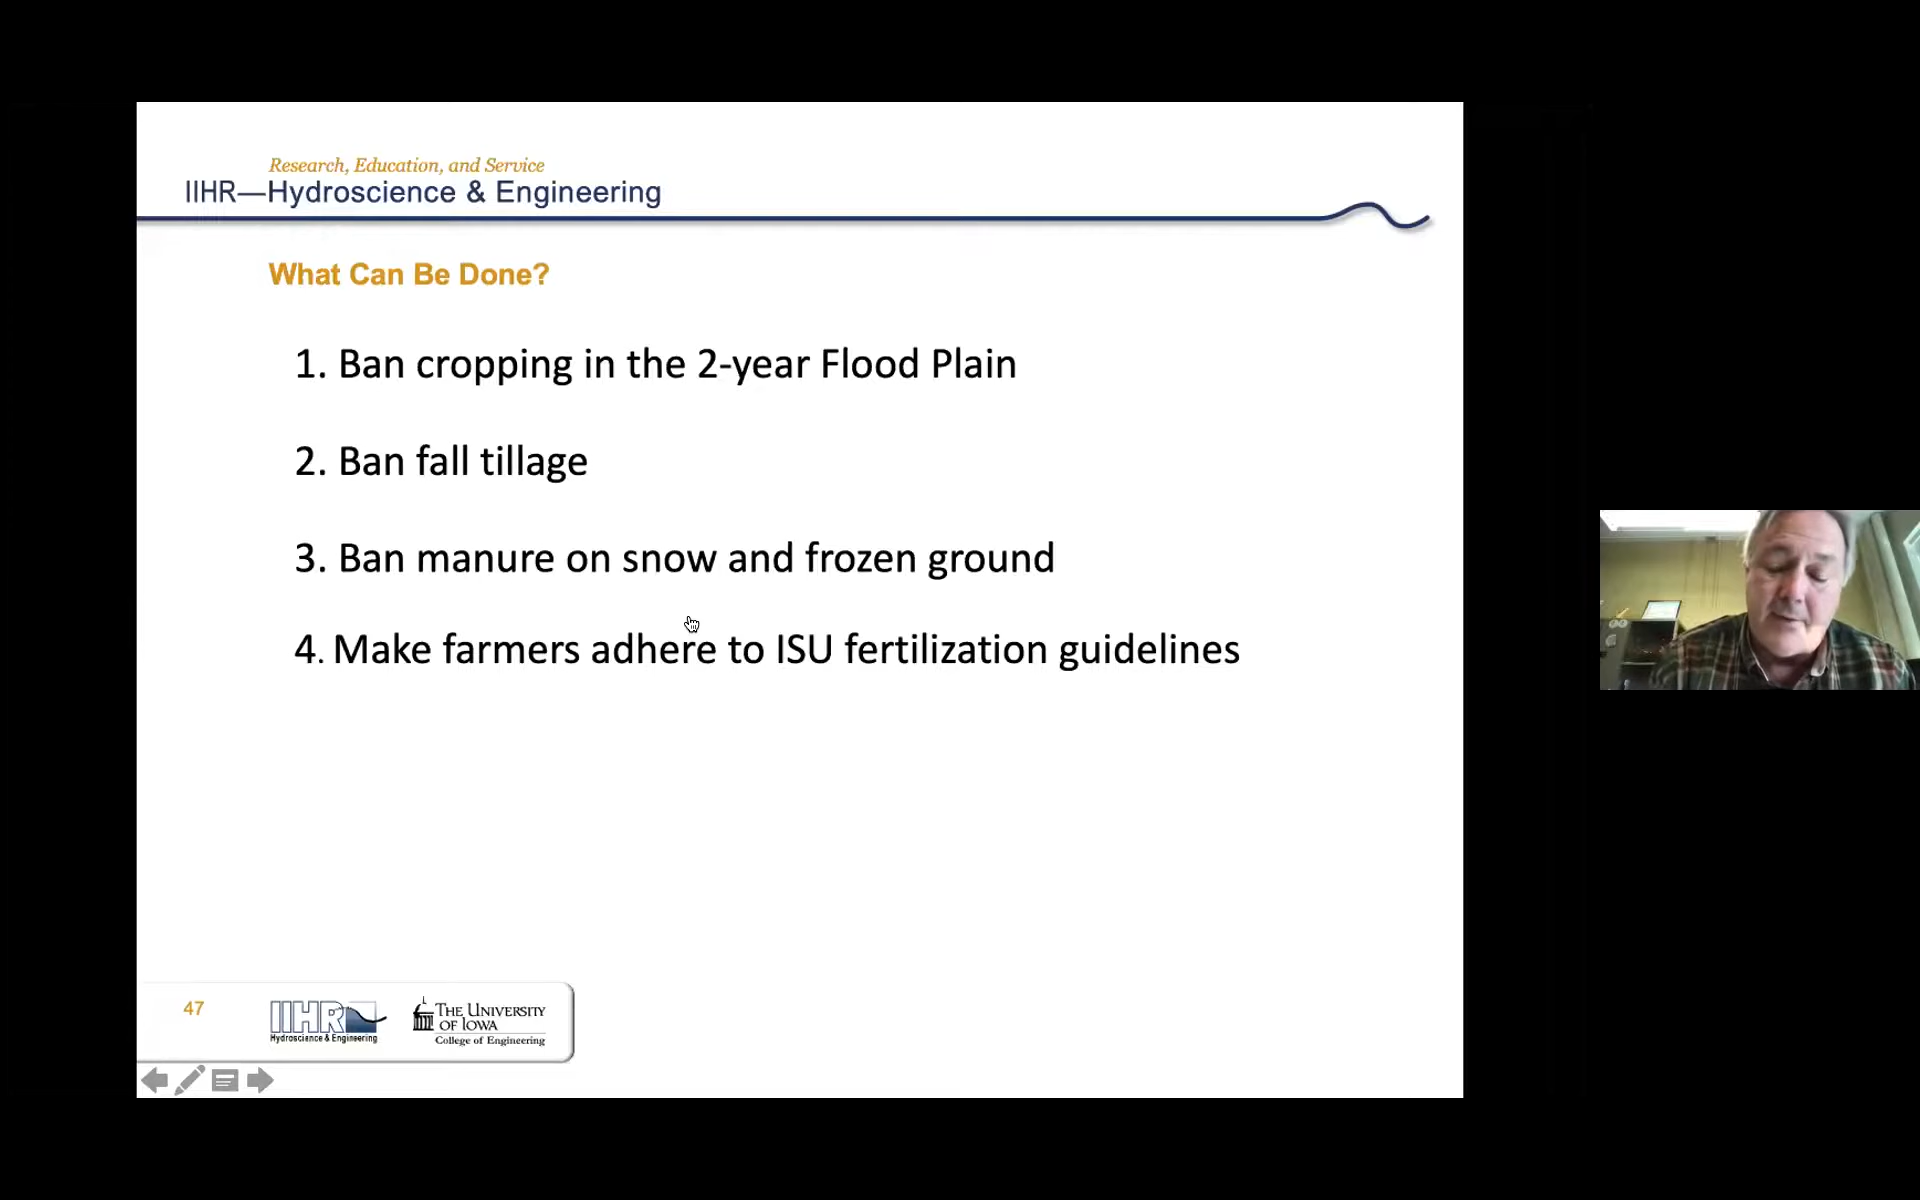 Research, Education, and Service
IIHR—Hydroscience & Engineering
What Can Be Done?
1. Ban cropping in the 2-year Flood Plain
2. Ban fall tillage
3. Ban manure on snow and frozen ground
4. Make farmers adhere to ISU fertilization guidelines
47
IIHR
Hydroscience & Engineering
THE UNIVERSITY
OF IOWA
College of Engineering